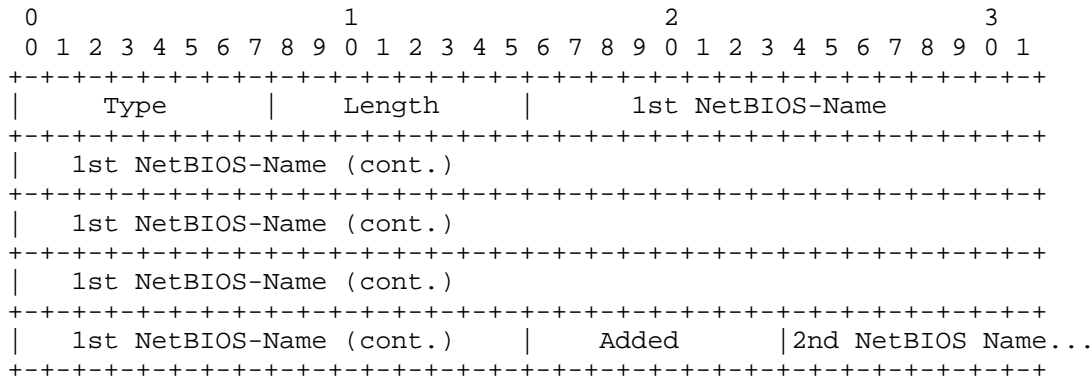 0                   1                   2                   3
 0 1 2 3 4 5 6 7 8 9 0 1 2 3 4 5 6 7 8 9 0 1 2 3 4 5 6 7 8 9 0 1
+-+-+-+-+-+-+-+-+-+-+-+-+-+-+-+-+-+-+-+-+-+-+-+-+-+-+-+-+-+-+-+-+
|     Type      |    Length     |      1st NetBIOS-Name
+-+-+-+-+-+-+-+-+-+-+-+-+-+-+-+-+-+-+-+-+-+-+-+-+-+-+-+-+-+-+-+-+
|   1st NetBIOS-Name (cont.)
+-+-+-+-+-+-+-+-+-+-+-+-+-+-+-+-+-+-+-+-+-+-+-+-+-+-+-+-+-+-+-+-+
|   1st NetBIOS-Name (cont.)
+-+-+-+-+-+-+-+-+-+-+-+-+-+-+-+-+-+-+-+-+-+-+-+-+-+-+-+-+-+-+-+-+
|   1st NetBIOS-Name (cont.)
+-+-+-+-+-+-+-+-+-+-+-+-+-+-+-+-+-+-+-+-+-+-+-+-+-+-+-+-+-+-+-+-+
|   1st NetBIOS-Name (cont.)    |    Added      |2nd NetBIOS Name...
+-+-+-+-+-+-+-+-+-+-+-+-+-+-+-+-+-+-+-+-+-+-+-+-+-+-+-+-+-+-+-+-+